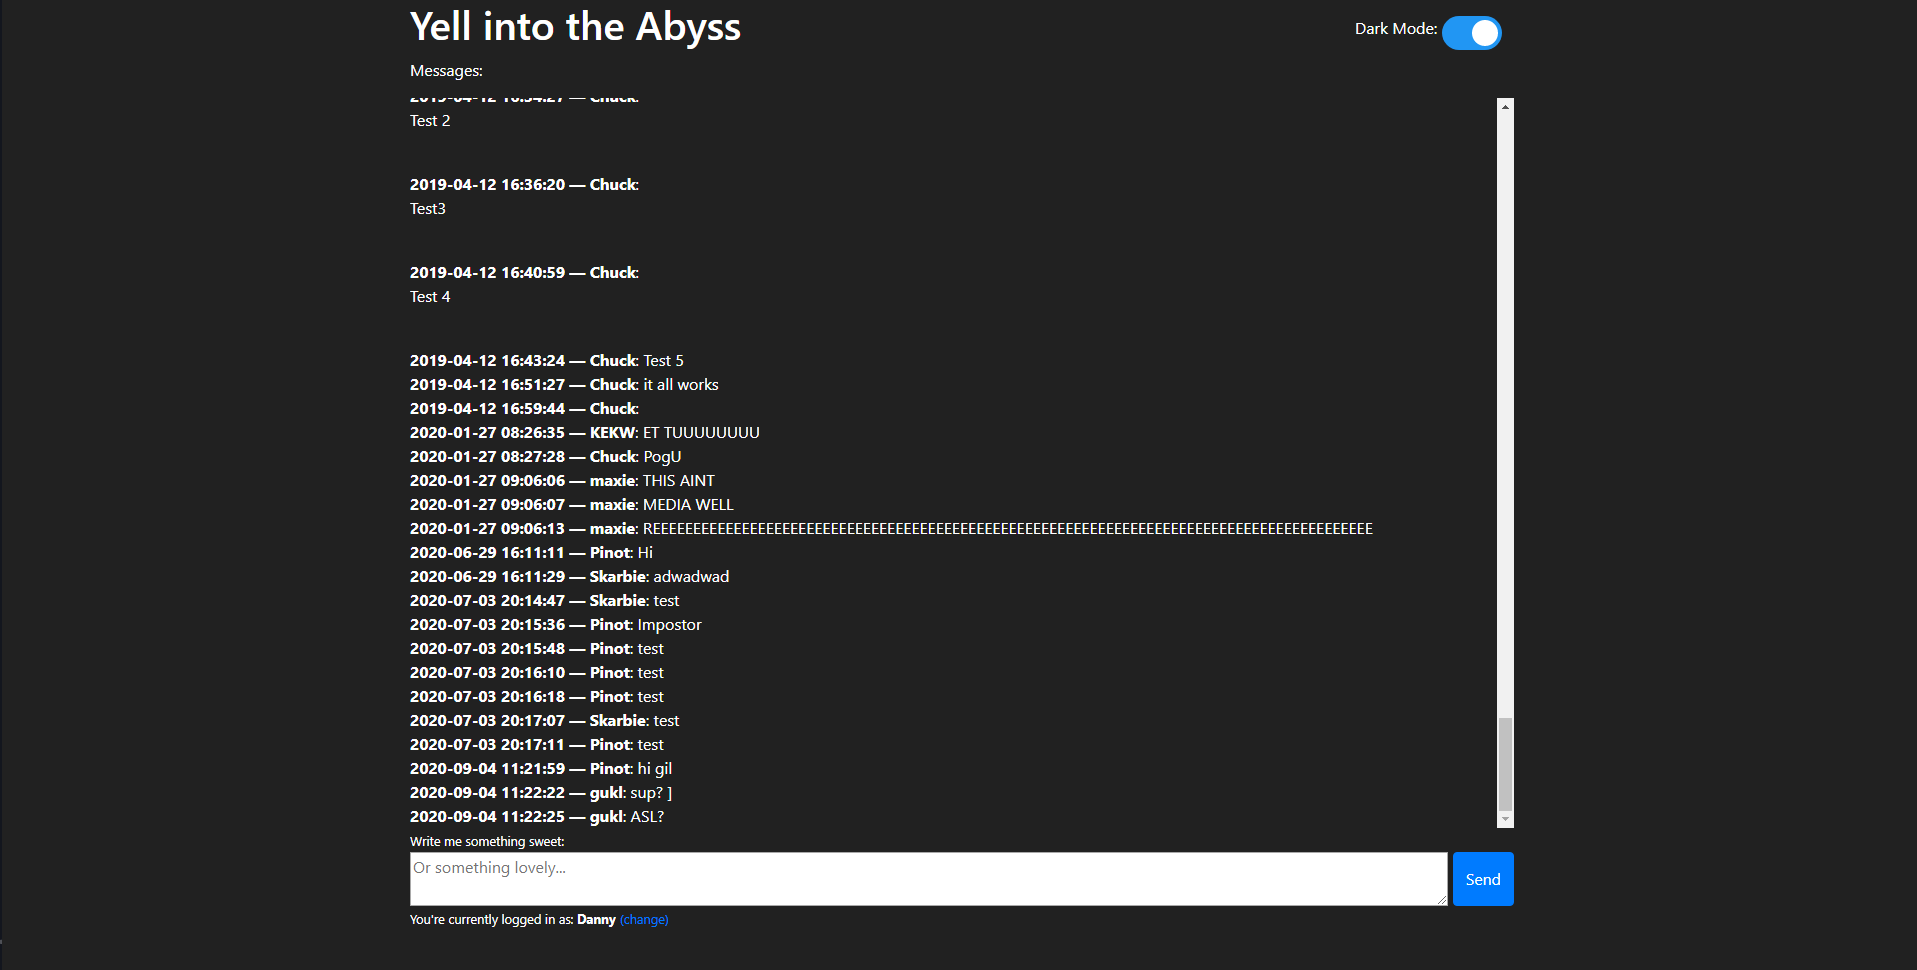 Yell into the Abyss
Dark Mode:
Messages:
2019-04-12 16:34:27 — Chuck:
Test 2
2019-04-12 16:36:20 — Chuck:
Test3
2019-04-12 16:40:59 — Chuck:
Test 4
2019-04-12 16:43:24 — Chuck: Test 5
2019-04-12 16:51:27 — Chuck: it all works
2019-04-12 16:59:44 — Chuck:
2020-01-27 08:26:35 — KEKW: ET TUUUUUUUU
2020-01-27 08:27:28 — Chuck: PogU
2020-01-27 09:06:06 — maxie: THIS AINT
2020-01-27 09:06:07 — maxie: MEDIA WELL
2020-01-27 09:06:13 — maxie: REEEEEEEEEEEEEEEEEEEEEEEEEEEEEEEEEEEEEEEEEEEEEEEEEEEEEEEEEEEEEEEEEEEEEEEEEEEEEEEEEEEEEEEEE
2020-06-29 16:11:11 — Pinot: Hi
2020-06-29 16:11:29 — Skarbie: adwadwad
2020-07-03 20:14:47 — Skarbie: test
2020-07-03 20:15:36 — Pinot: Impostor
2020-07-03 20:15:48 — Pinot: test
2020-07-03 20:16:10 — Pinot: test
2020-07-03 20:16:18 — Pinot: test
2020-07-03 20:17:07 — Skarbie: test
2020-07-03 20:17:11 — Pinot: test
2020-09-04 11:21:59 — Pinot: hi gil
2020-09-04 11:22:22 — gukl: sup? ]
2020-09-04 11:22:25 — gukl: ASL?
Write me something sweet:
Or something lovely...
Send
You're currently logged in as: Danny (change)